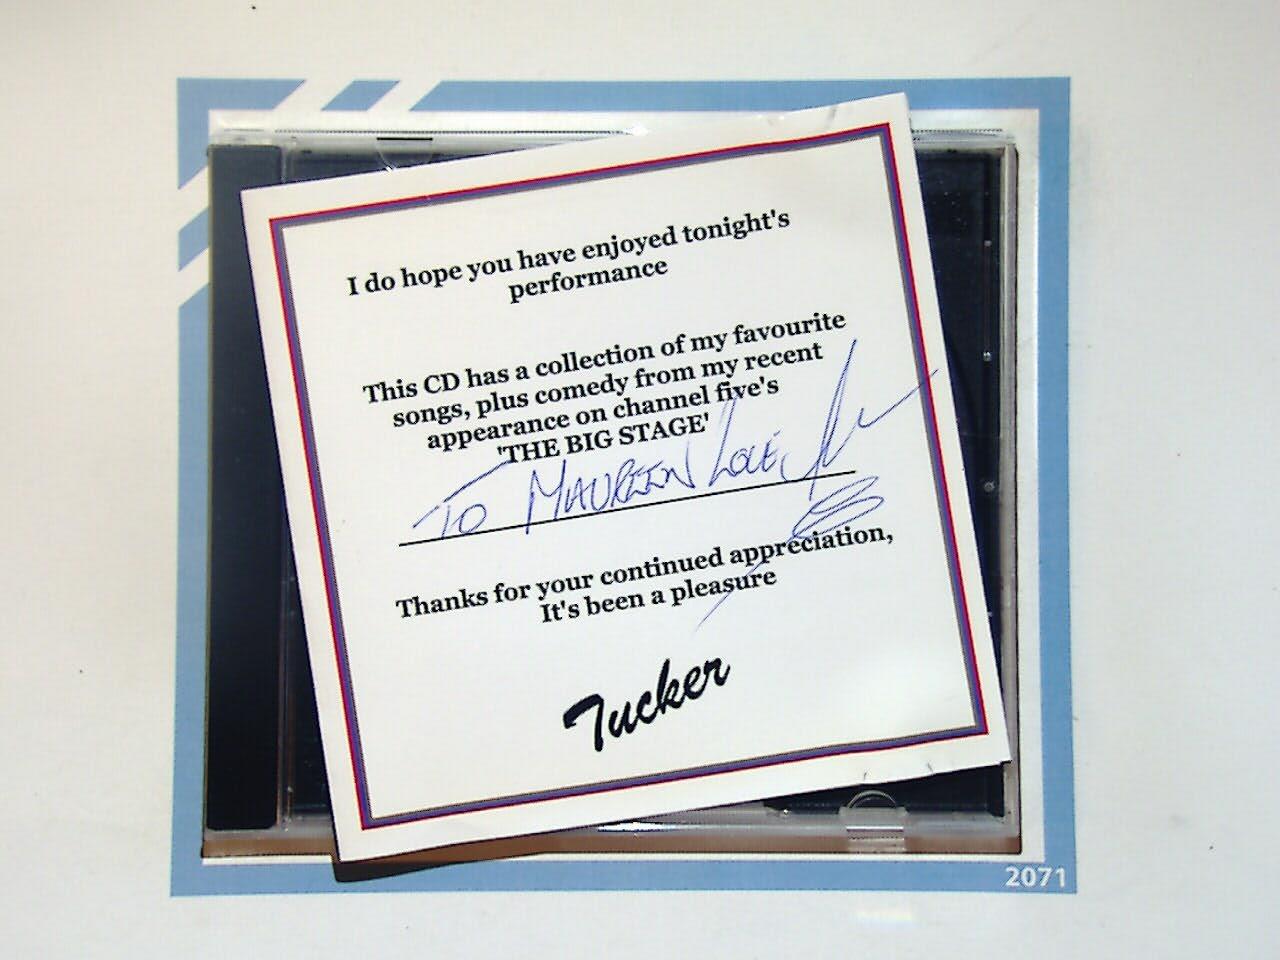 I do hope you have enjoyed tonight's
performance
This CD has a collection of my favourite
songs, plus comedy from my recent
appearance on channel five's
'THE BIG STAGE'
TO MAUREEN LOVE
Thanks for your continued appreciation,
It's been a pleasure
Tucker
2071